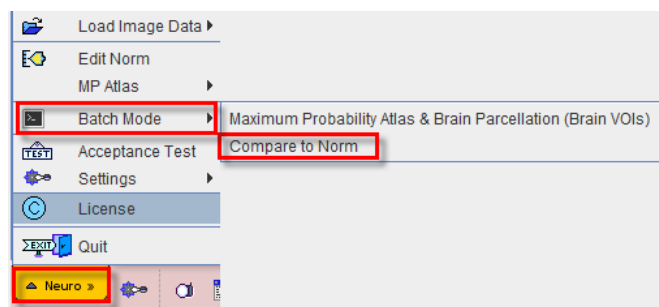 Load Image Data
Edit Norm
MP Atlas
Batch Mode
Maximum Probability Atlas & Brain Parcellation (Brain VOIs)
Compare to Norm
TEST
Acceptance Test
Settings
C
License
EXIT
Quit
Neuro »